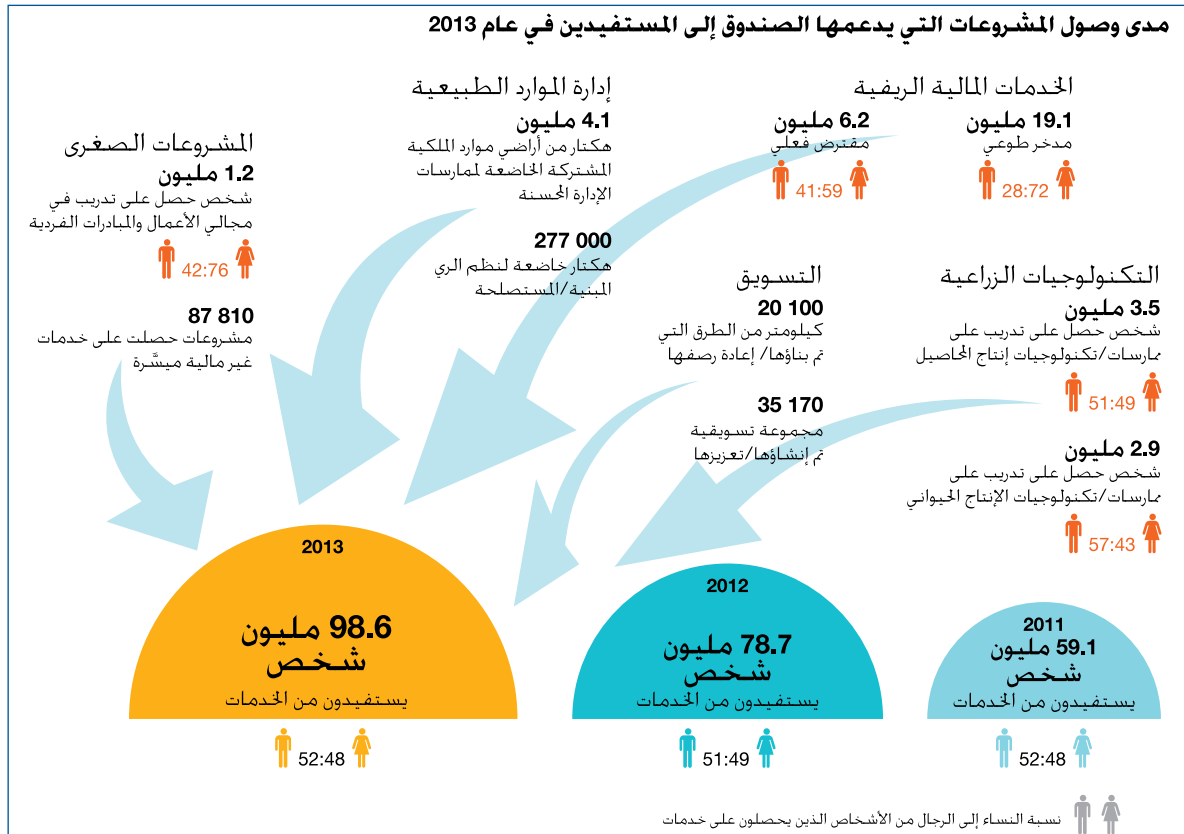 مدى وصول المشروعات التي يدعمها الصندوق إلى المستفيدين في عام 2013
الخدمات المالية الريفية
19.1 مليون
مدخر طوعي
28:72
6.2 مليون
مقترض فعلي
41:59
إدارة الموارد الطبيعية
4.1 مليون
هكتار من أراضي موارد الملكية
المشتركة الخاضعة لممارسات
الإدارة المحسنة
277 000
هكتار خاضعة لنظم الري
المبنية/المستصلحة
المشروعات الصغرى
1.2 مليون
شخص حصل على تدريب في
مجالي الأعمال والمبادرات الفردية
42:76
87 810
مشروعات حصلت على خدمات
غير مالية ميسَّرة
التكنولوجيات الزراعية
3.5 مليون
شخص حصل على تدريب على
ممارسات/تكنولوجيات إنتاج المحاصيل
51:49
2.9 مليون
شخص حصل على تدريب على
ممارسات/تكنولوجيات الإنتاج الحيواني
57:43
التسويق
20 100
كيلومتر من الطرق التي
تم بناؤها/ إعادة رصفها
35 170
مجموعة تسويقية
تم إنشاؤها/تعزيزها
2013
98.6 مليون
شخص
يستفيدون من الخدمات
52:48
2012
78.7 مليون
شخص
يستفيدون من الخدمات
51:49
2011
59.1 مليون
شخص
يستفيدون من الخدمات
52:48
نسبة النساء إلى الرجال من الأشخاص الذين يحصلون على خدمات